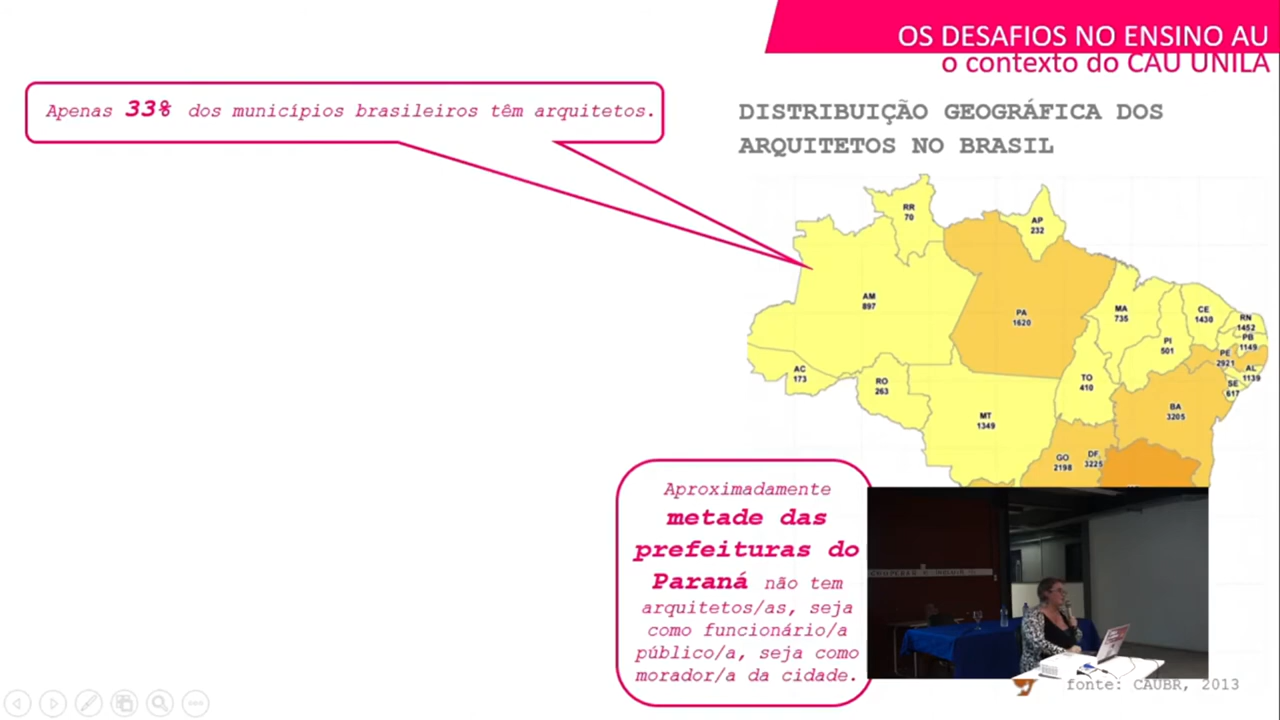 OS DESAFIOS NO ENSINO AU
o contexto do CAU UNILA
Apenas 33% dos municípios brasileiros têm arquitetos.
DISTRIBUIÇÃO GEOGRÁFICA DOS
ARQUITETOS NO BRASIL
RR
70
AP
232
AM
897
PA
1620
MA
735
CE
1430
RN
1452
PB
1149
PI
501
PE
2921
AL
1139
SE
617
AC
173
RO
263
TO
410
BA
3205
MT
1349
GO
2198
DF
3225
Aproximadamente
metade das
prefeituras do
Paraná não tem
arquitetos/as, seja
como funcionário/a
público/a, seja como
morador/a da cidade.
fonte: CAUBR, 2013